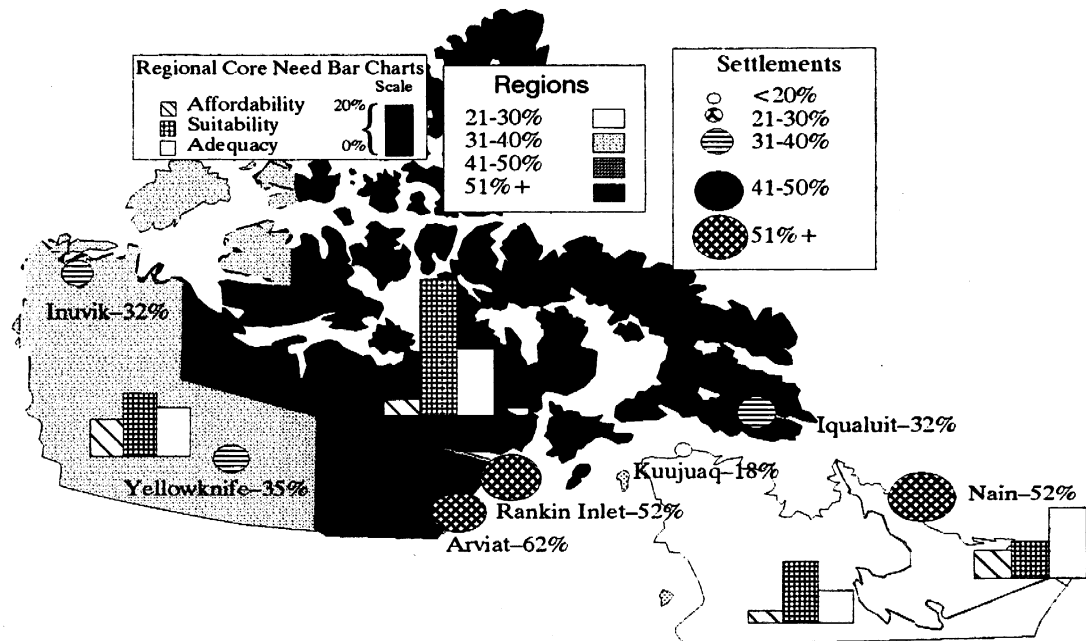 Regional Core Need Bar Charts
Scale
Affordability
Suitability
Adequacy
20%
0%
Regions
21-30%
31-40%
41-50%
51%+
Settlements
<20%
21-30%
31-40%
41-50%
51%+
Inuvik–32%
Yellowknife–35%
Iqualuit–32%
Kuujuaq–18%
Rankin Inlet–52%
Arviat–62%
Nain–52%